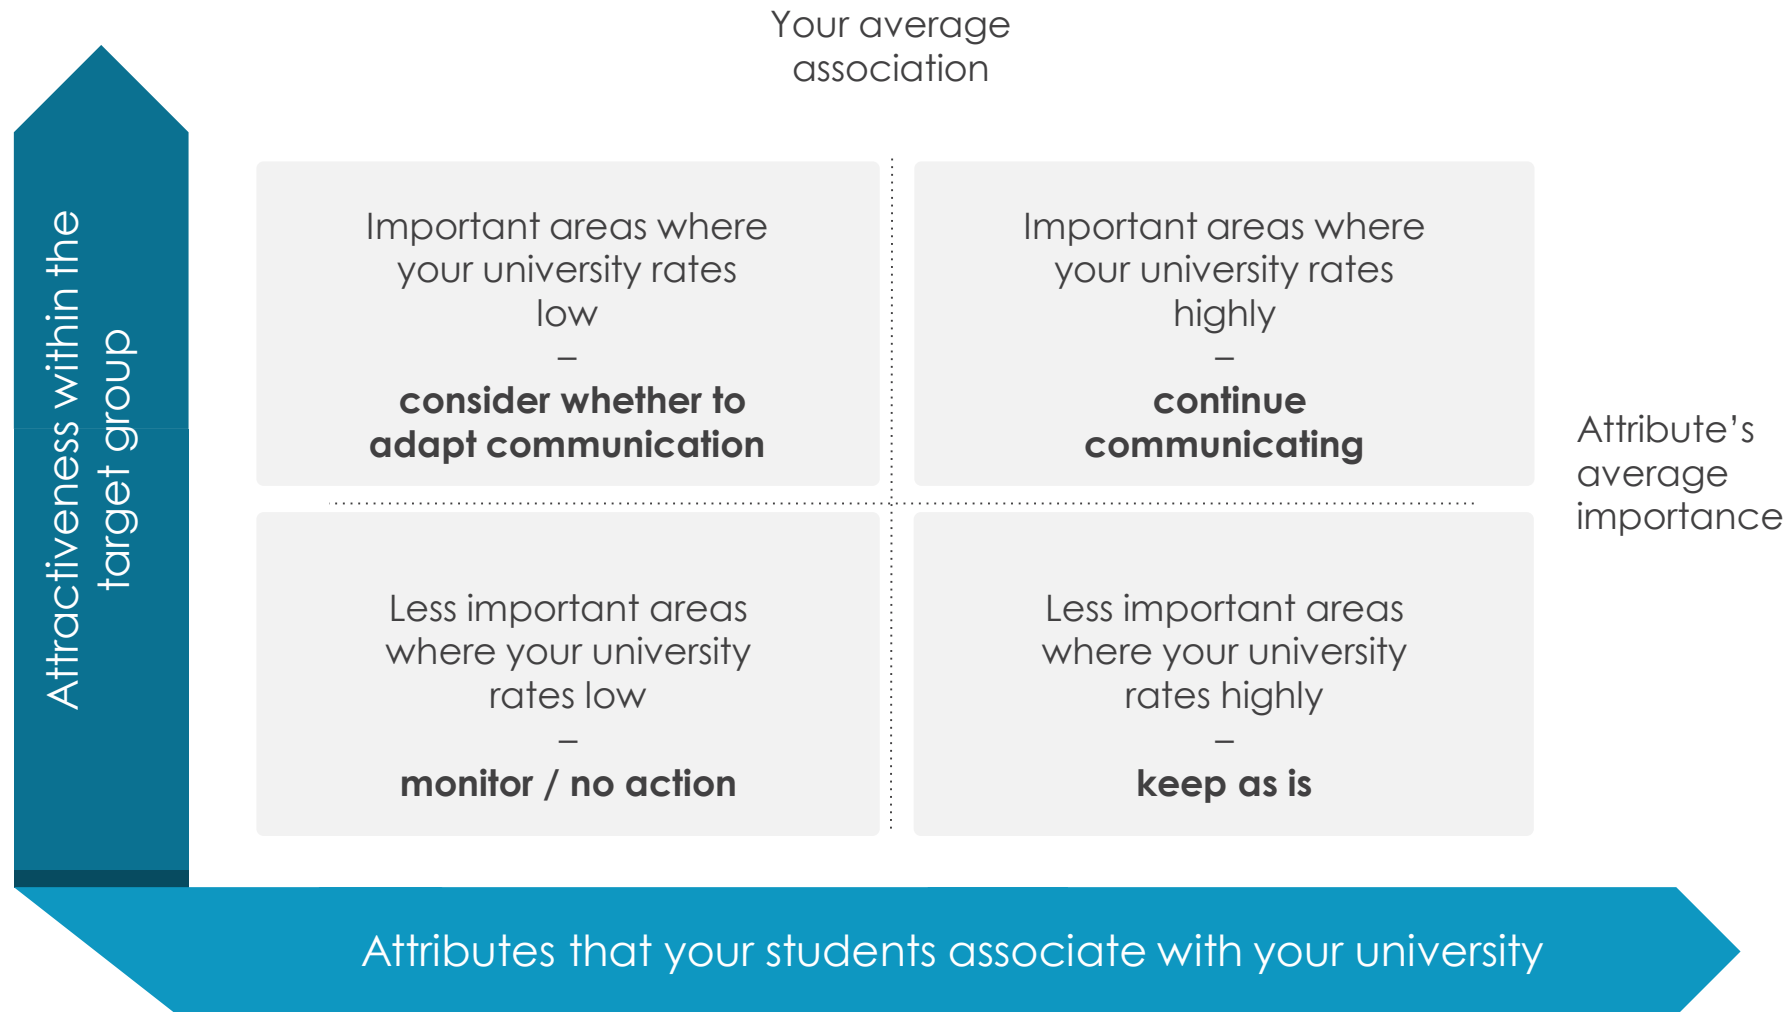 Your average
association
Attractiveness within the
target group
Important areas where
your university rates
low
–
consider whether to
adapt communication
Important areas where
your university rates
highly
–
continue
communicating
Attribute’s
average
importance
Less important areas
where your university
rates low
–
monitor / no action
Less important areas
where your university
rates highly
–
keep as is
Attributes that your students associate with your university